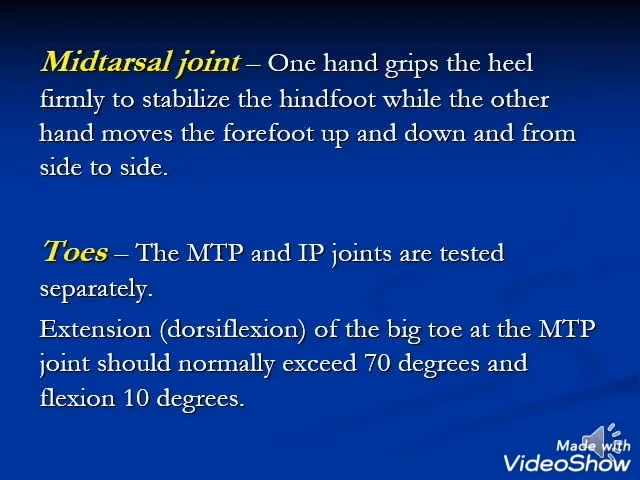 Midtarsal joint – One hand grips the heel
firmly to stabilize the hindfoot while the other
hand moves the forefoot up and down and from
side to side.
Toes – The MTP and IP joints are tested
separately.
Extension (dorsiflexion) of the big toe at the MTP
joint should normally exceed 70 degrees and
flexion 10 degrees.
Made with
VideoShow